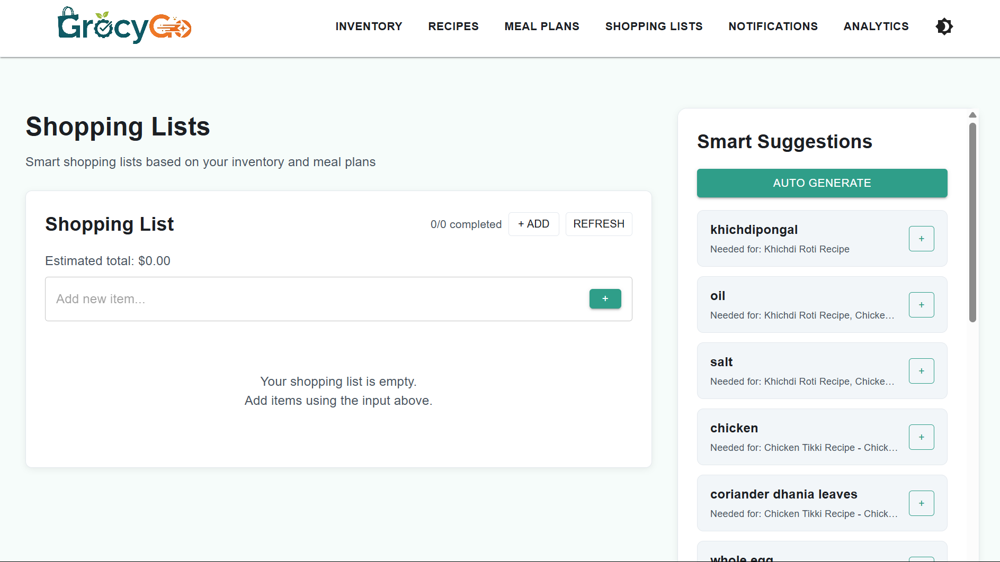 GrocyGo
INVENTORY
RECIPES
MEAL PLANS
SHOPPING LISTS
NOTIFICATIONS
ANALYTICS
Shopping Lists
Smart shopping lists based on your inventory and meal plans
Shopping List
0/0 completed
+ ADD
REFRESH
Estimated total: $0.00
Add new item...
+
Your shopping list is empty.
Add items using the input above.
Smart Suggestions
AUTO GENERATE
khichdipongal
Needed for: Khichdi Roti Recipe
+
oil
Needed for: Khichdi Roti Recipe, Chicke...
+
salt
Needed for: Khichdi Roti Recipe, Chicke...
+
chicken
Needed for: Chicken Tikki Recipe - Chick...
+
coriander dhania leaves
Needed for: Chicken Tikki Recipe - Chick...
+
whole egg